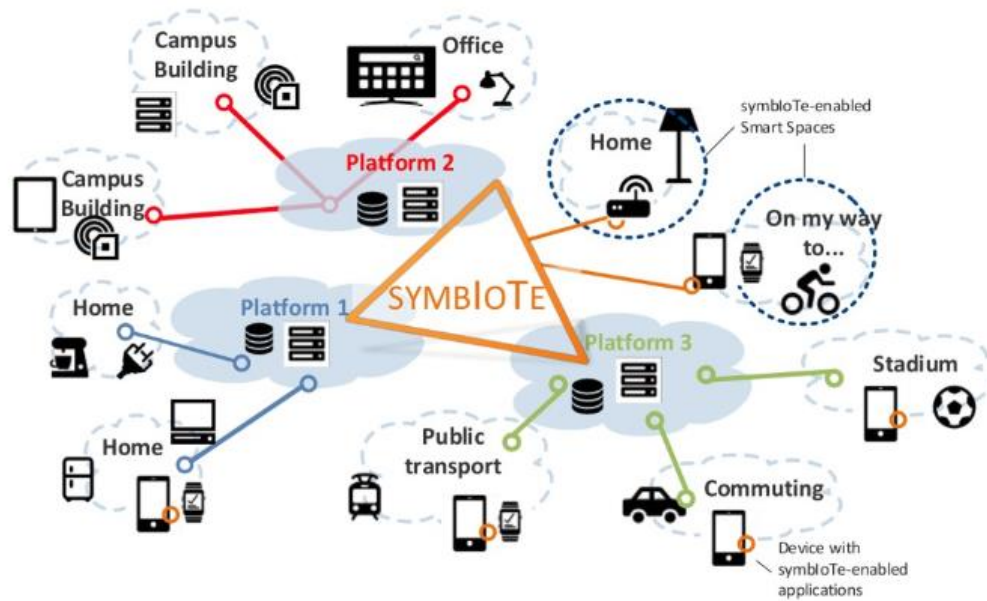 Campus
Building
Office
symbIoTe-enabled
Smart Spaces
Home
Platform 2
Campus
Building
On my way
to...
SYMBIOTE
Home
Platform 1
Platform 3
Stadium
Home
Public
transport
Commuting
Device with
symbIoTe-enabled
applications